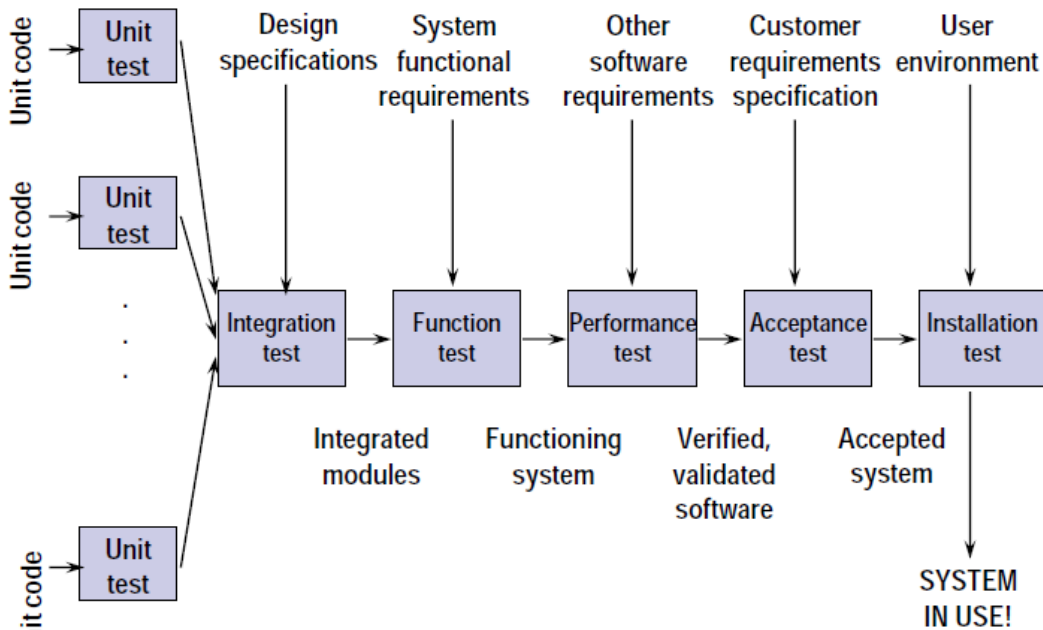 Unit code
Unit
test
Design
specifications
System
functional
requirements
Other
software
requirements
Customer
requirements
specification
User
environment
Unit code
Unit
test
.
.
.
Integration
test
Function
test
Performance
test
Acceptance
test
Installation
test
Integrated
modules
Functioning
system
Verified,
validated
software
Accepted
system
it code
Unit
test
SYSTEM
IN USE!